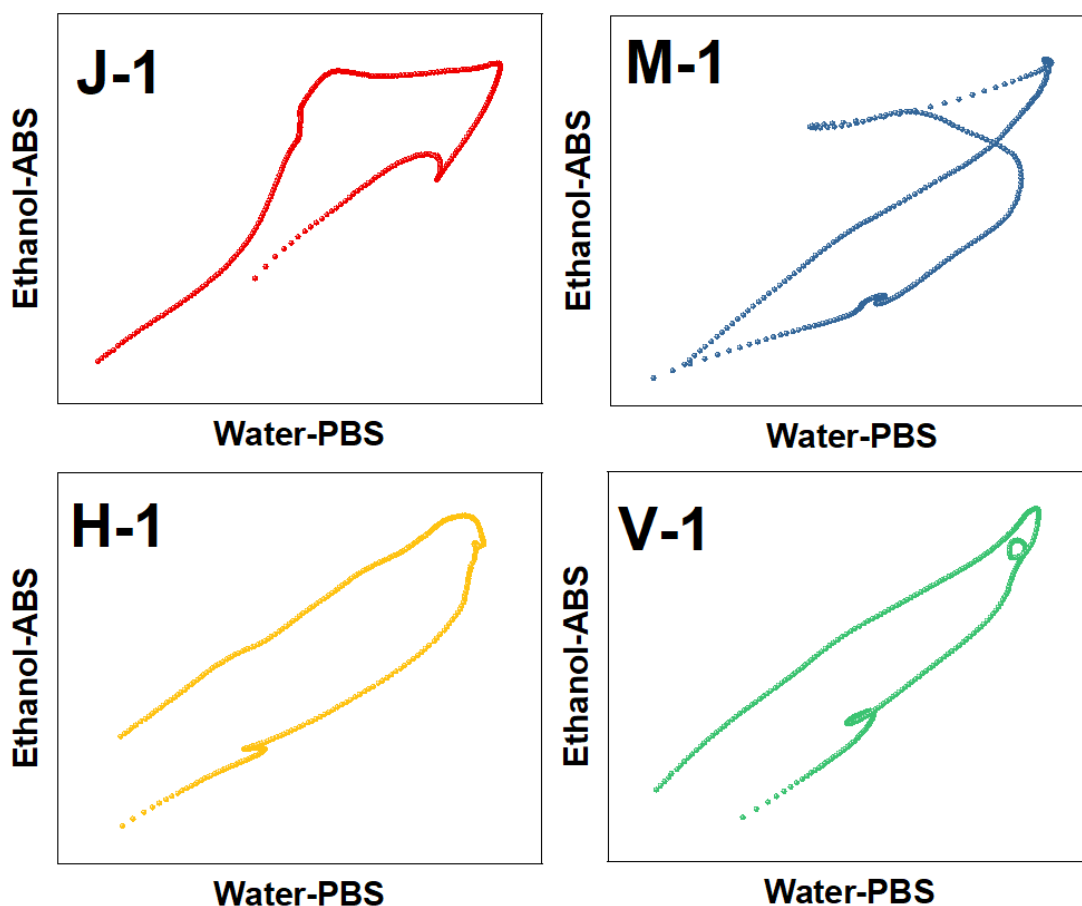 J-1
Ethanol-ABS
Water-PBS
M-1
Ethanol-ABS
Water-PBS
H-1
Ethanol-ABS
Water-PBS
V-1
Ethanol-ABS
Water-PBS